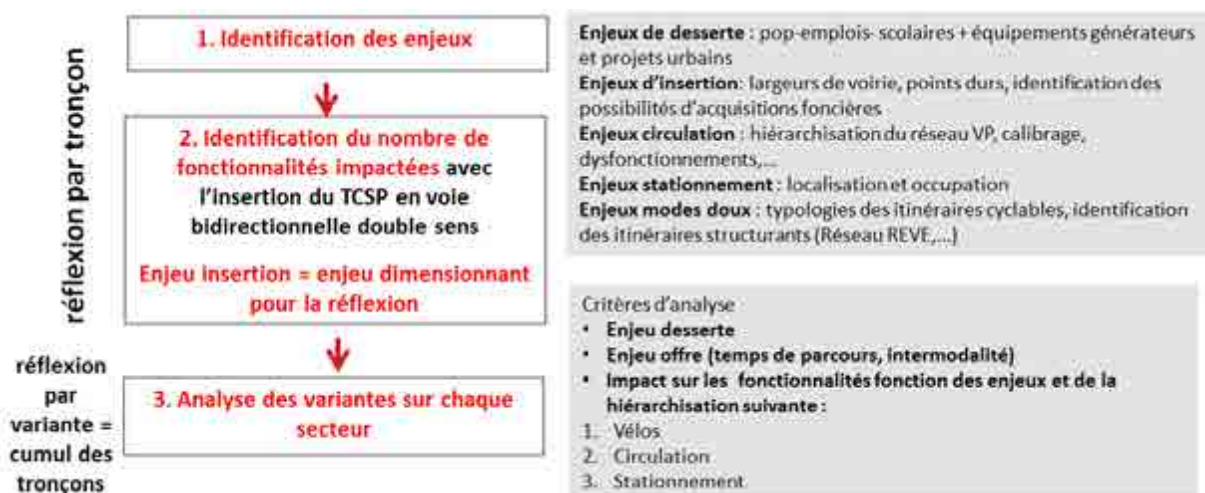 réflexion par tronçon
1. Identification des enjeux
2. Identification du nombre de
fonctionnalités impactées avec
l'insertion du TCSP en voie
bidirectionnelle double sens
Enjeu insertion = enjeu dimensionnant
pour la réflexion
réflexion
par
variante =
cumul des
tronçons
3. Analyse des variantes sur chaque
secteur
Enjeux de desserte : pop-emplois- scolaires + équipements générateurs
et projets urbains
Enjeux d'insertion: largeurs de voirie, points durs, identification des
possibilités d'acquisitions foncières
Enjeux circulation : hiérarchisation du réseau VP, calibrage,
dysfonctionnements,...
Enjeux stationnement : localisation et occupation
Enjeux modes doux : typologies des itinéraires cyclables, identification
des itinéraires structurants (Réseau REVE,...)
Critères d'analyse
• Enjeu desserte
• Enjeu offre (temps de parcours, intermodalité)
• Impact sur les fonctionnalités fonction des enjeux et de la
hiérarchisation suivante :
1. Vélos
2. Circulation
3. Stationnement